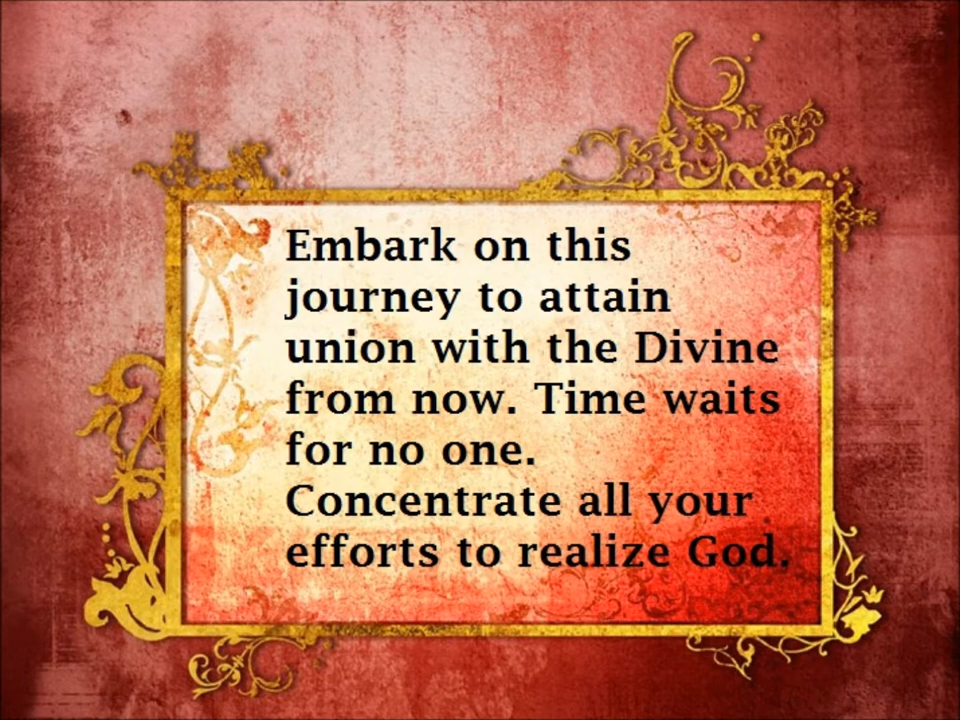 Embark on this
journey to attain
union with the Divine
from now. Time waits
for no one.
Concentrate all your
efforts to realize God.